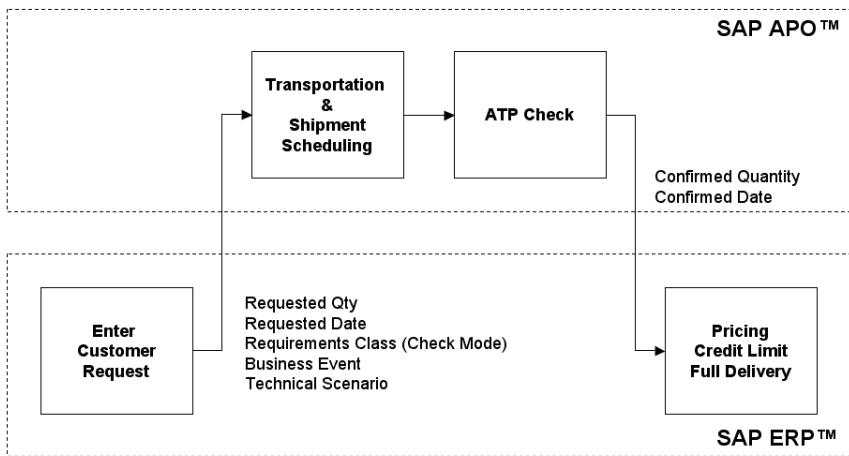 SAP APO™
Transportation
&
Shipment
Scheduling
ATP Check
Confirmed Quantity
Confirmed Date
Enter
Customer
Request
Requested Qty
Requested Date
Requirements Class (Check Mode)
Business Event
Technical Scenario
Pricing
Credit Limit
Full Delivery
SAP ERP™